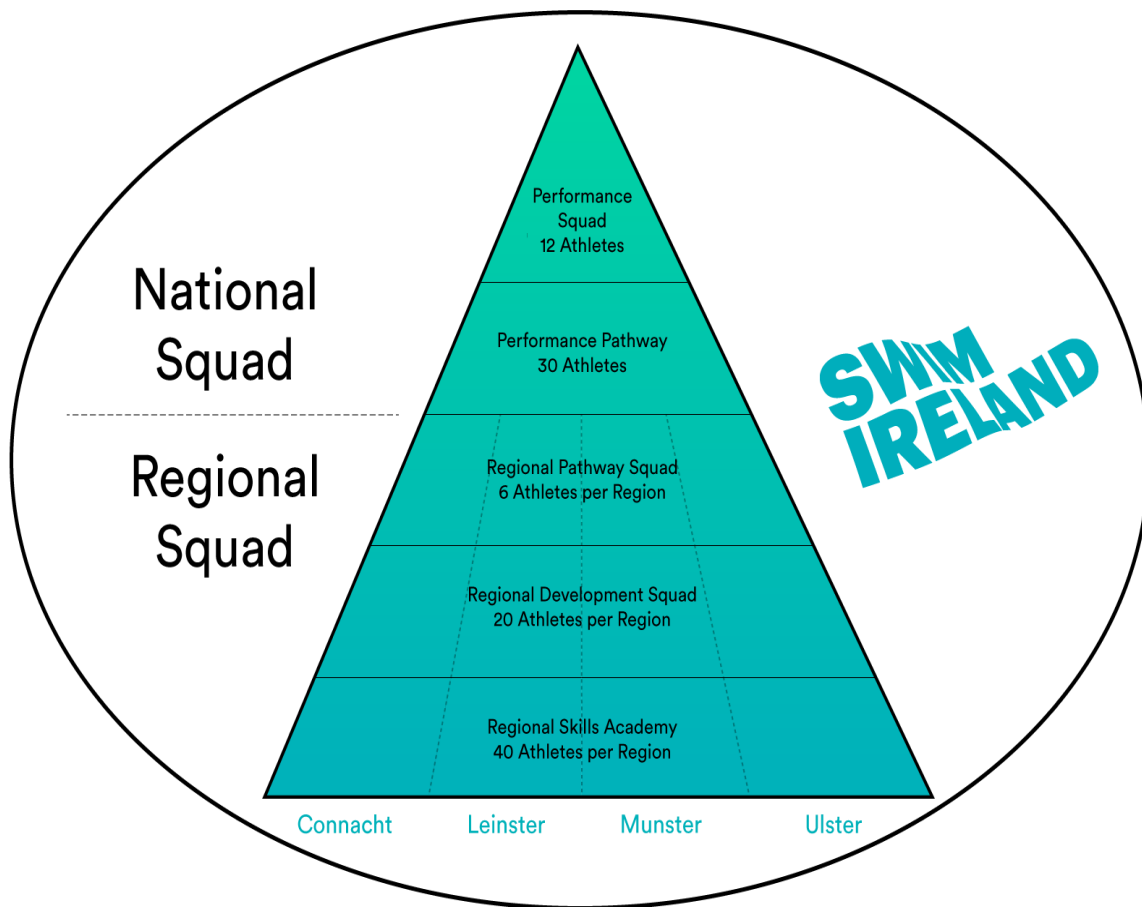 Performance
Squad
12 Athletes
National
Squad
Performance Pathway
30 Athletes
SWIM
IRELAND
Regional
Squad
Regional Pathway Squad
6 Athletes per Region
Regional Development Squad
20 Athletes per Region
Regional Skills Academy
40 Athletes per Region
Connacht
Leinster
Munster
Ulster